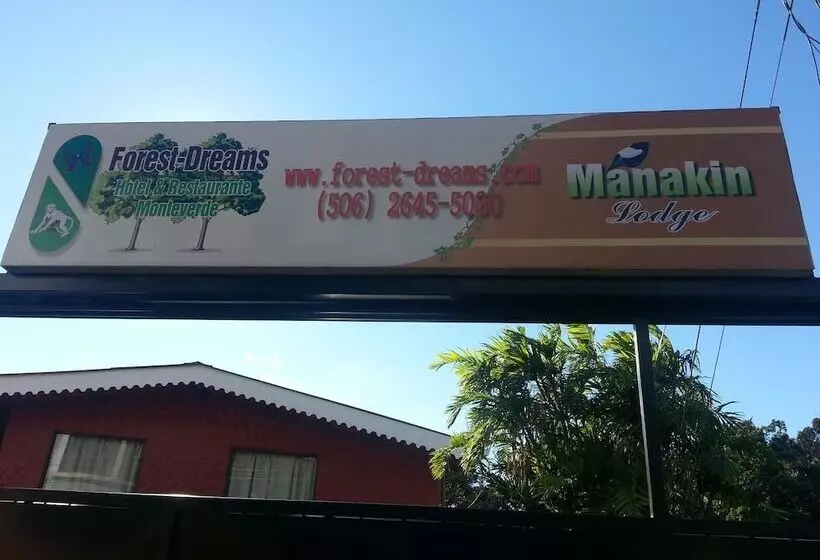 Forest-Dreams
Hotel & Restaurante
Monteverde
www.forest-dreams.com
(506) 2645-5080
Manakin
Lodge